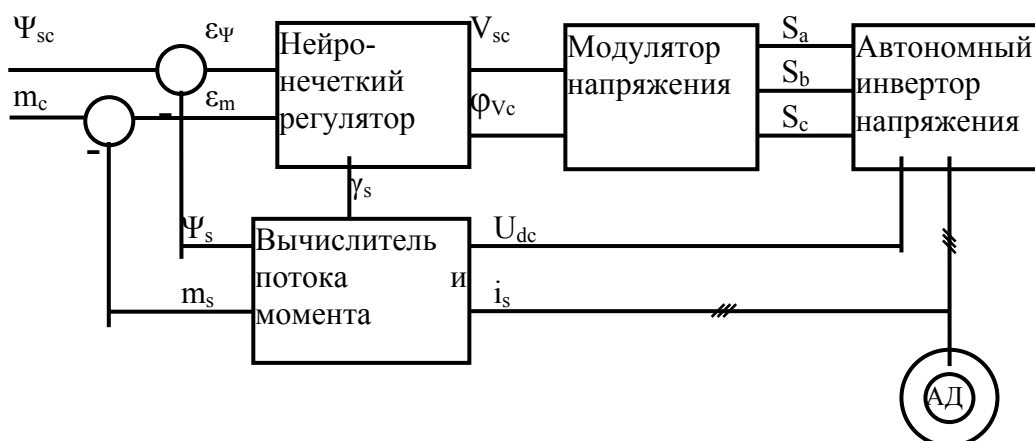 Ψsc
εΨ
Нейро-
нечеткий
регулятор
Vsc
Модулятор
напряжения
Sa
Автономный
инвертор
напряжения
mc
εm
φVc
Sb
Sc
-
-
γs
Ψs
Вычислитель
потока и
момента
Udc
ms
is
АД